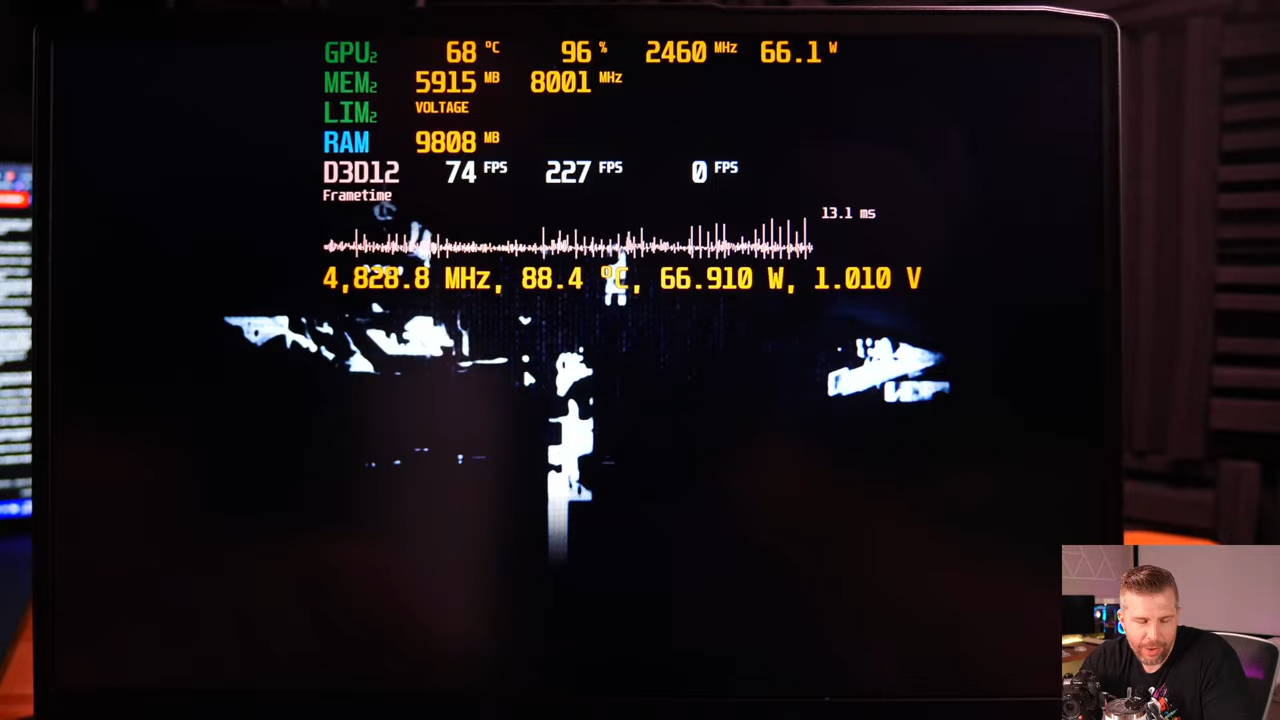 GPU₂ 68 °C 96 % 2460 MHz 66.1 W
MEM₂ 5915 MB 8001 MHz
LIM₂ VOLTAGE
RAM 9808 MB
D3D12 74 FPS 227 FPS 0 FPS
Frametime
13.1 ms
4,828.8 MHz, 88.4 °C, 66.910 W, 1.010 V